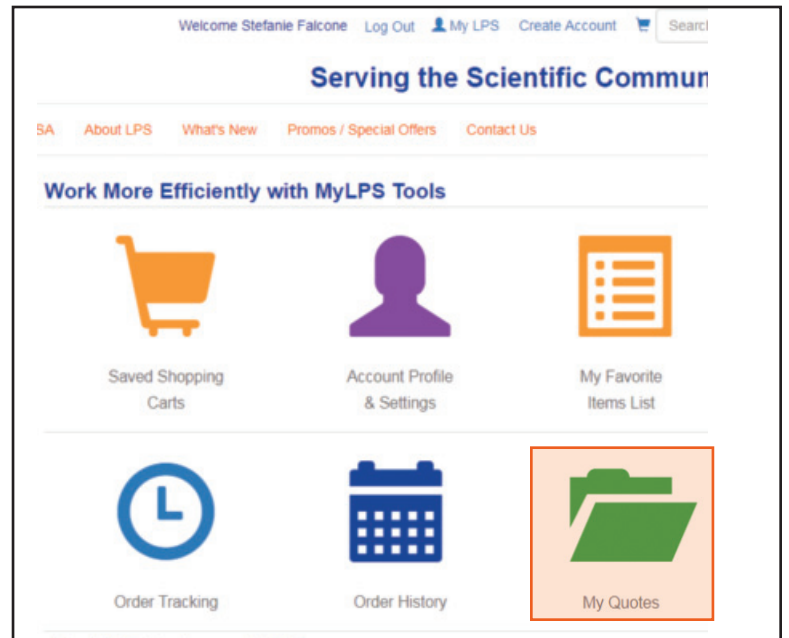 Welcome Stefanie Falcone Log Out My LPS Create Account
Serving the Scientific
About LPS What's New Promos / Special Offers Contact Us
Work More Efficiently with MyLPS Tools
Saved Shopping
Carts
Account Profile
& Settings
My Favorite
Items List
Order Tracking
Order History
My Quotes